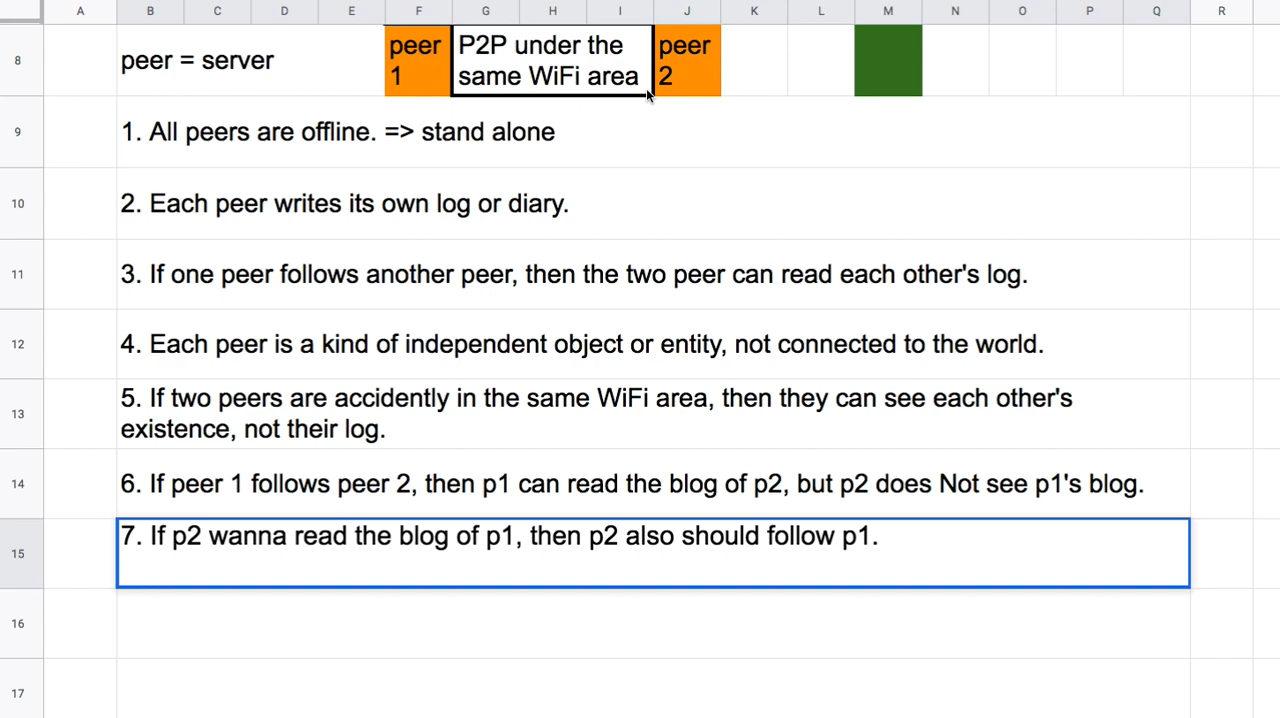 A B C D E F G H I J K L M N O P Q R
8 peer = server peer 1 P2P under the same WiFi area peer 2
9 1. All peers are offline. => stand alone
10 2. Each peer writes its own log or diary.
11 3. If one peer follows another peer, then the two peer can read each other's log.
12 4. Each peer is a kind of independent object or entity, not connected to the world.
13 5. If two peers are accidently in the same WiFi area, then they can see each other's
existence, not their log.
14 6. If peer 1 follows peer 2, then p1 can read the blog of p2, but p2 does Not see p1's blog.
15 7. If p2 wanna read the blog of p1, then p2 also should follow p1.
16
17